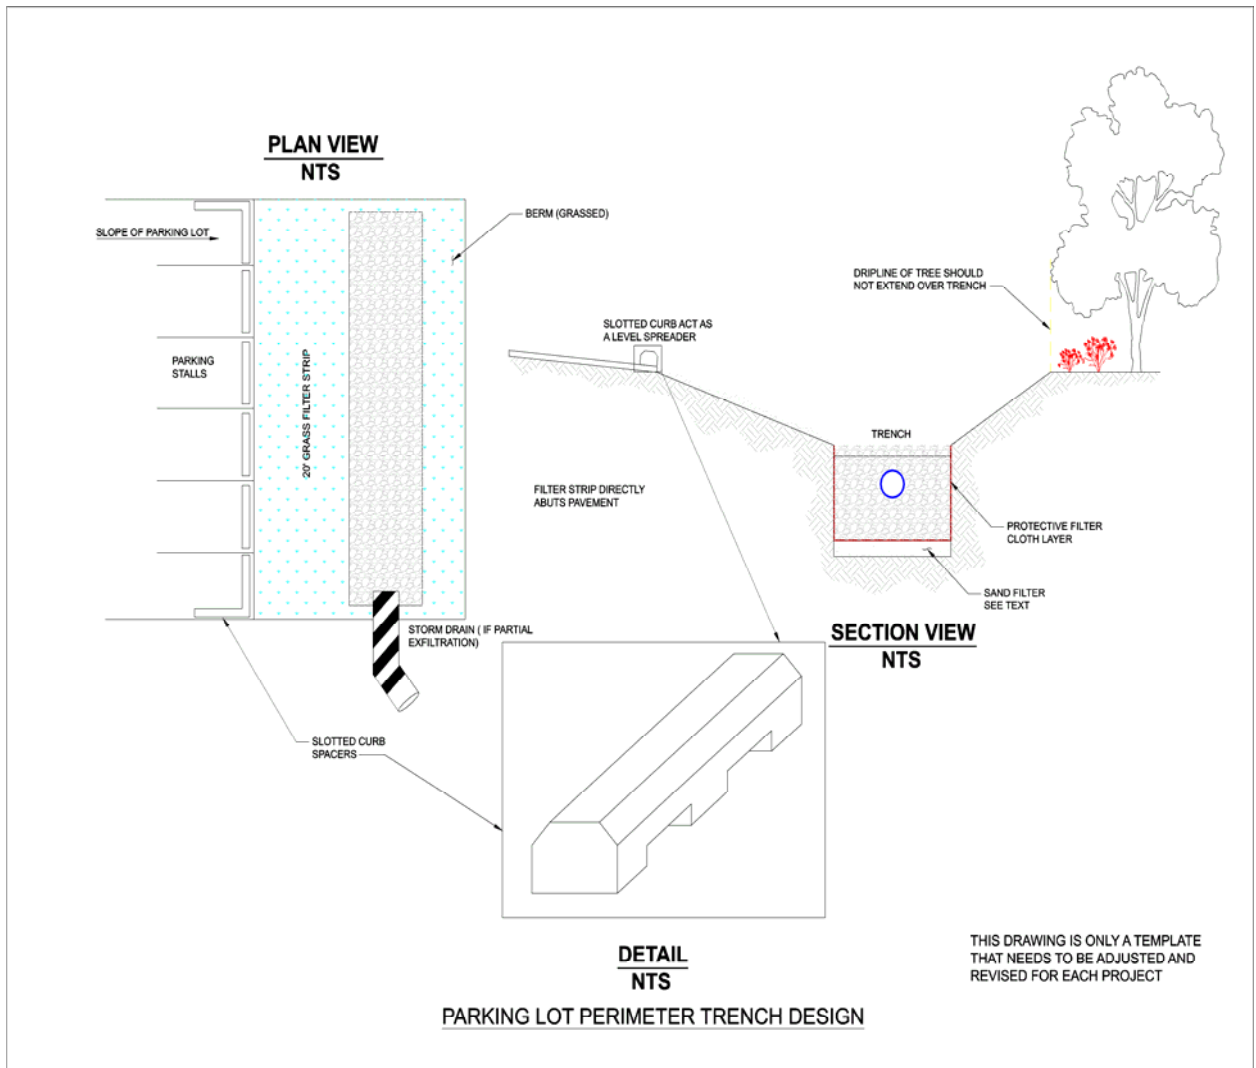 PLAN VIEW
NTS
BERM (GRASSED)
SLOPE OF PARKING LOT
PARKING
STALLS
20' GRASS FILTER STRIP
STORM DRAIN ( IF PARTIAL
EXFILTRATION)
SLOTTED CURB
SPACERS
SLOTTED CURB ACT AS
A LEVEL SPREADER
DRIPLINE OF TREE SHOULD
NOT EXTEND OVER TRENCH
TRENCH
FILTER STRIP DIRECTLY
ABUTS PAVEMENT
PROTECTIVE FILTER
CLOTH LAYER
SAND FILTER
SEE TEXT
SECTION VIEW
NTS
DETAIL
NTS
THIS DRAWING IS ONLY A TEMPLATE
THAT NEEDS TO BE ADJUSTED AND
REVISED FOR EACH PROJECT
PARKING LOT PERIMETER TRENCH DESIGN